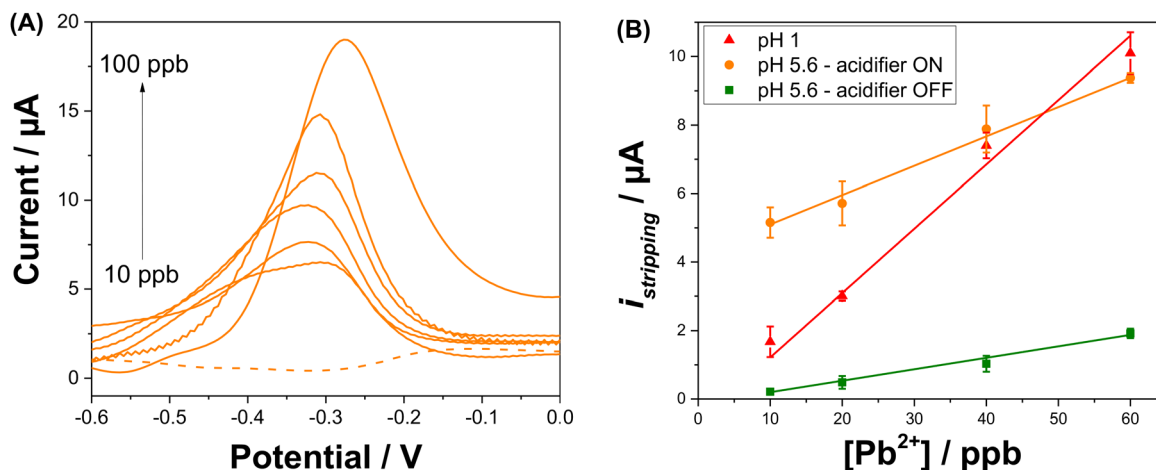 (A)
20
15
10
5
0
Current / µA
100 ppb
10 ppb
-0.6 -0.5 -0.4 -0.3 -0.2 -0.1 0.0
Potential / V
(B)
pH 1
pH 5.6 - acidifier ON
pH 5.6 - acidifier OFF
10
8
6
4
2
0
i stripping / µA
0 10 20 30 40 50 60
[Pb²⁺] / ppb